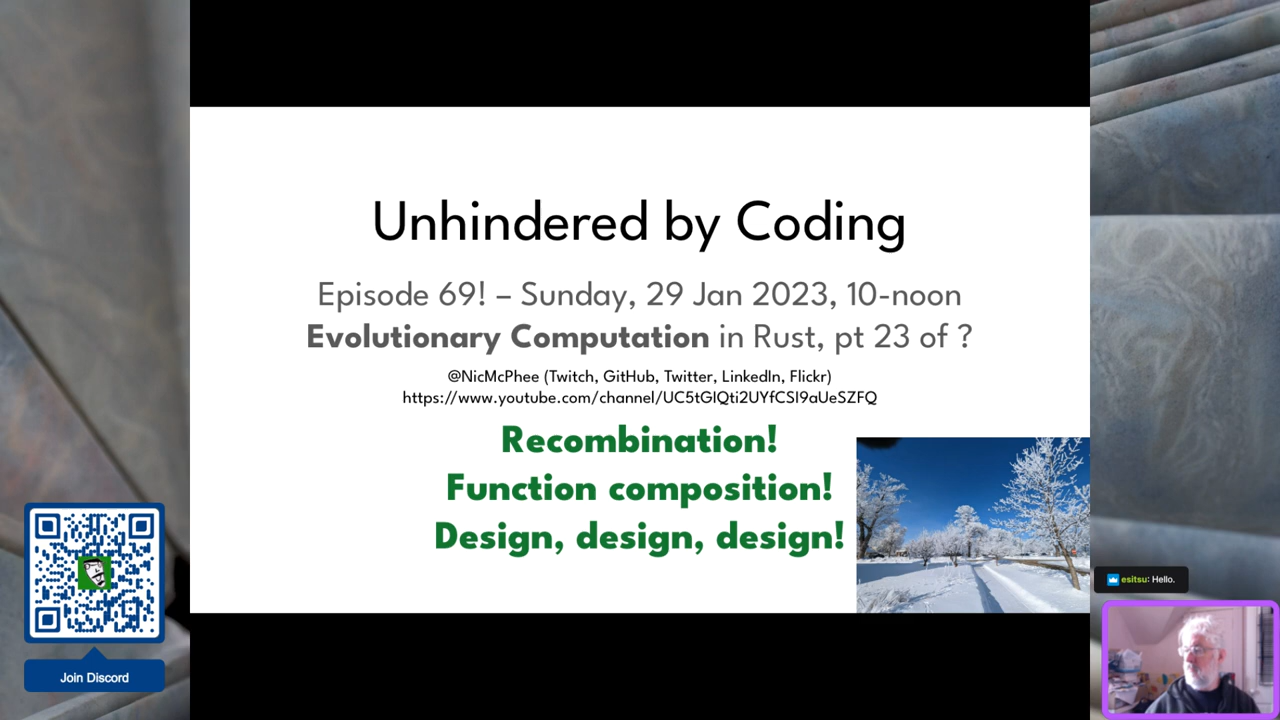 Unhindered by Coding
Episode 69! – Sunday, 29 Jan 2023, 10-noon
Evolutionary Computation in Rust, pt 23 of ?
@NicMcPhee (Twitch, GitHub, Twitter, LinkedIn, Flickr)
https://www.youtube.com/channel/UC5tGIQti2UYfCSI9aUeSZFQ
Recombination!
Function composition!
Design, design, design!
Join Discord
esitsu: Hello.